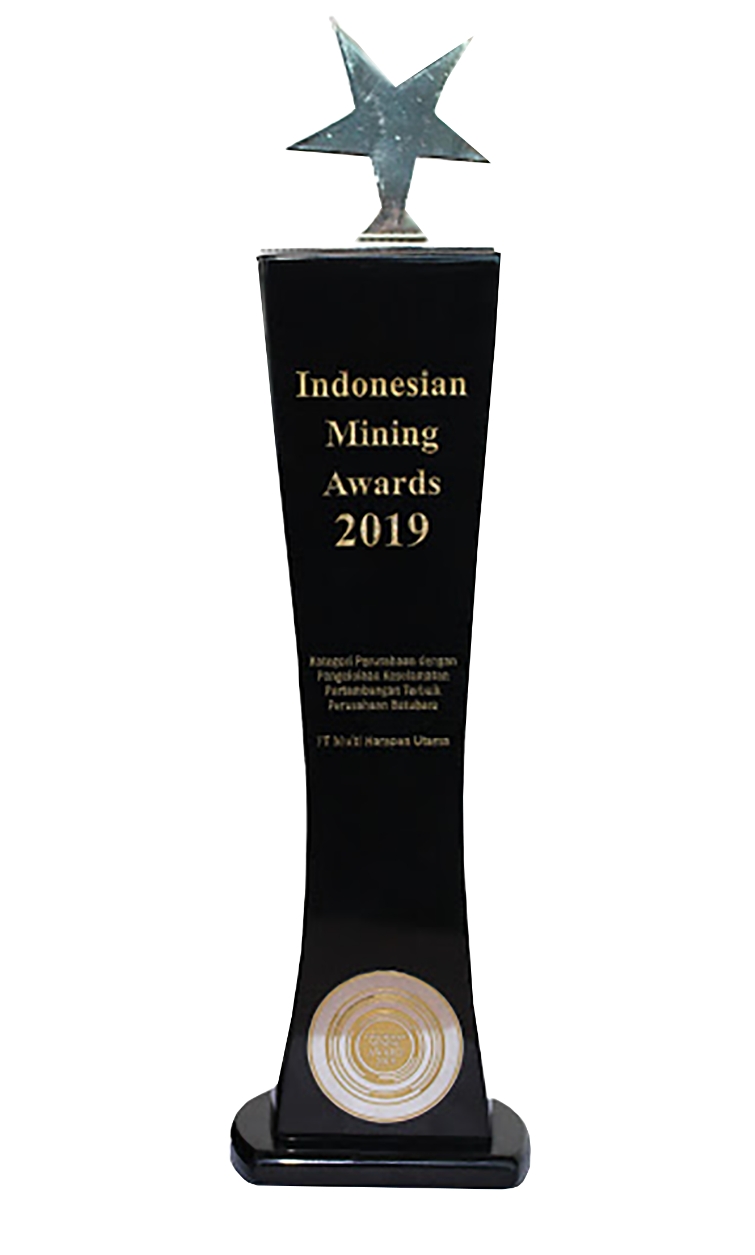 Indonesian
Mining
Awards
2019
Kategori Perusahaan dengan
Pengelolaan Keselamatan
Pertambangan Terbaik
Perusahaan Batubara
PT Multi Harapan Utama